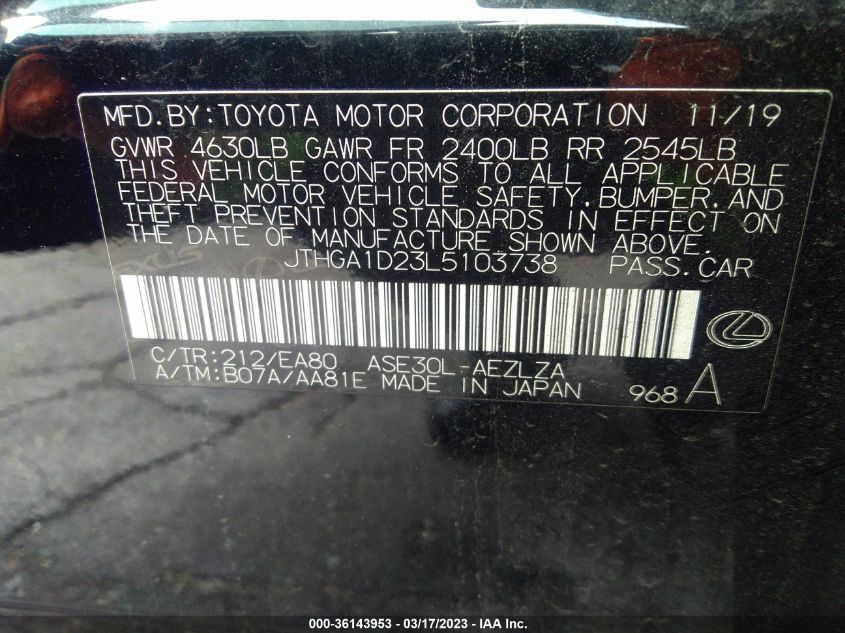 MFD.BY:TOYOTA MOTOR CORPORATION 11/19
GVWR 4630LB GAWR FR 2400LB RR 2545LB
THIS VEHICLE CONFORMS TO ALL APPLICABLE
FEDERAL MOTOR VEHICLE SAFETY.BUMPER.AND
THEFT PREVENTION STANDARDS IN EFFECT ON
THE DATE OF MANUFACTURE SHOWN ABOVE.
JTHGA1D23L5103738 PASS.CAR
C/TR:212/EA80 ASE30L-AEZLZA
A/TM:B07A/AA81E MADE IN JAPAN 968 A
000-36143953 — 03/17/2023 — IAA Inc.